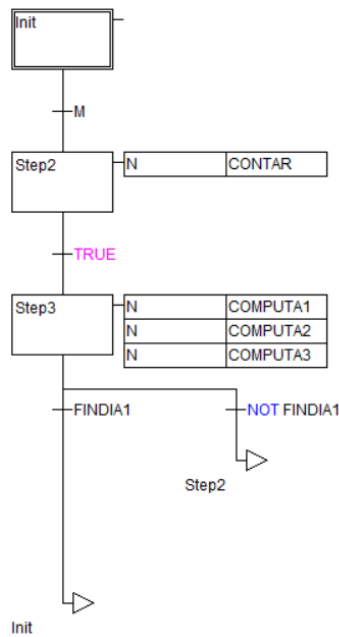 Init
M
Step2
N CONTAR
TRUE
Step3
N COMPUTA1
N COMPUTA2
N COMPUTA3
FINDIA1
NOT FINDIA1
Step2
Init